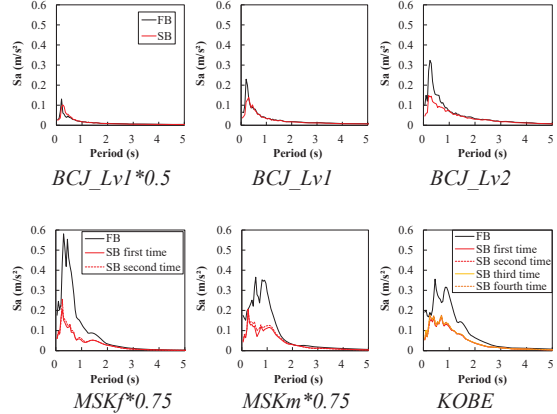 0.6
0.5
0.4
0.3
0.2
0.1
0
Sa (m/s²)
FB
SB
0 1 2 3 4 5
Period (s)
BCJ_Lv1*0.5
0.6
0.5
0.4
0.3
0.2
0.1
0
Sa (m/s²)
0 1 2 3 4 5
Period (s)
BCJ_Lv1
0.6
0.5
0.4
0.3
0.2
0.1
0
Sa (m/s²)
0 1 2 3 4 5
Period (s)
BCJ_Lv2
0.6
0.5
0.4
0.3
0.2
0.1
0
Sa (m/s²)
FB
SB first time
SB second time
0 1 2 3 4 5
Period (s)
MSKf*0.75
0.6
0.5
0.4
0.3
0.2
0.1
0
Sa (m/s²)
FB
SB first time
SB second time
0 1 2 3 4 5
Period (s)
MSKm*0.75
0.6
0.5
0.4
0.3
0.2
0.1
0
Sa (m/s²)
FB
SB first time
SB second time
SB third time
SB fourth time
0 1 2 3 4 5
Period (s)
KOBE